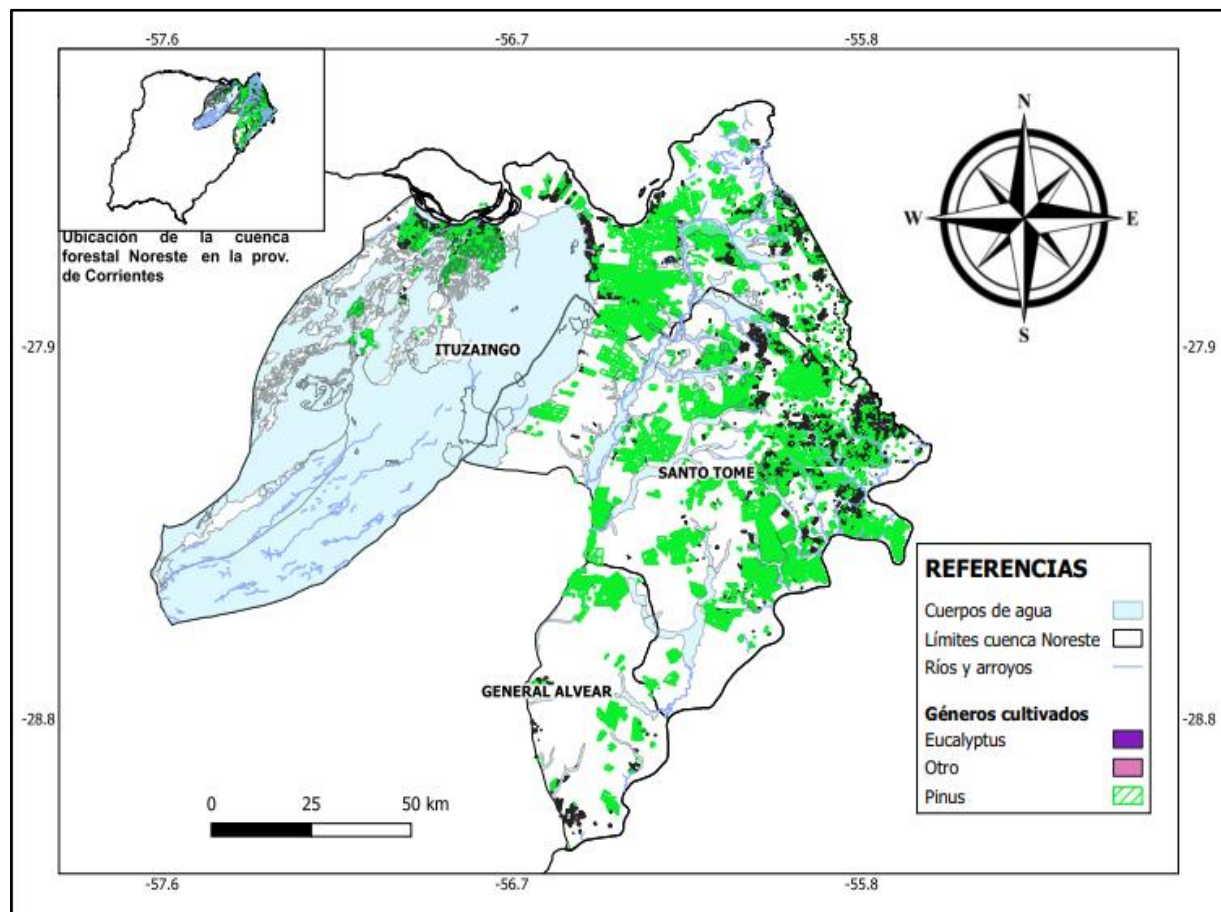 -57.6
-56.7
-55.8
Ubicación de la cuenca
forestal Noreste en la prov.
de Corrientes
N
W
E
S
-27.9
-27.9
ITUZAINGO
SANTO TOME
GENERAL ALVEAR
-28.8
-28.8
REFERENCIAS
Cuerpos de agua
Límites cuenca Noreste
Ríos y arroyos
Géneros cultivados
Eucalyptus
Otro
Pinus
0 25 50 km
-57.6
-56.7
-55.8